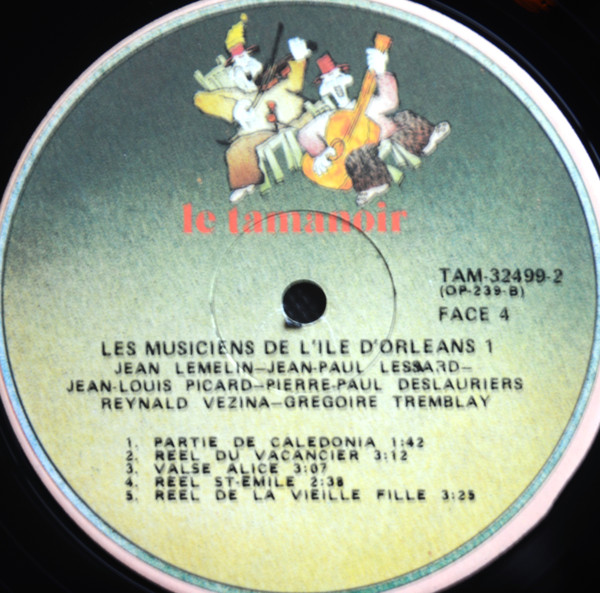 le tamanoir
TAM-32499-2
(OP-239-B)
FACE 4
LES MUSICIENS DE L'ILE D'ORLEANS 1
JEAN LEMELIN-JEAN-PAUL LESSARD-
JEAN-LOUIS PICARD-PIERRE-PAUL DESLAURIERS
REYNALD VEZINA-GREGOIRE TREMBLAY
1. PARTIE DE CALEDONIA 1:42
2. REEL DU VACANCIER 3:12
3. VALSE ALICE 3:07
4. REEL ST-EMILE 2:38
5. REEL DE LA VIEILLE FILLE 3:25